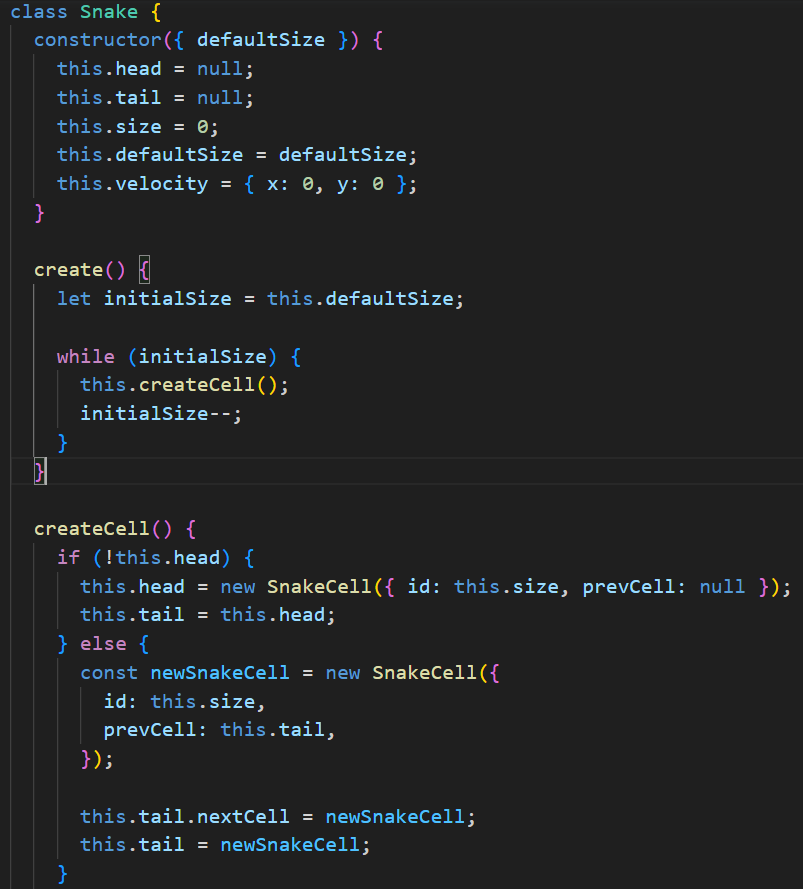 class Snake {
  constructor({ defaultSize }) {
    this.head = null;
    this.tail = null;
    this.size = 0;
    this.defaultSize = defaultSize;
    this.velocity = { x: 0, y: 0 };
  }

  create() {
    let initialSize = this.defaultSize;

    while (initialSize) {
      this.createCell();
      initialSize--;
    }
  }

  createCell() {
    if (!this.head) {
      this.head = new SnakeCell({ id: this.size, prevCell: null });
      this.tail = this.head;
    } else {
      const newSnakeCell = new SnakeCell({
        id: this.size,
        prevCell: this.tail,
      });

      this.tail.nextCell = newSnakeCell;
      this.tail = newSnakeCell;
    }